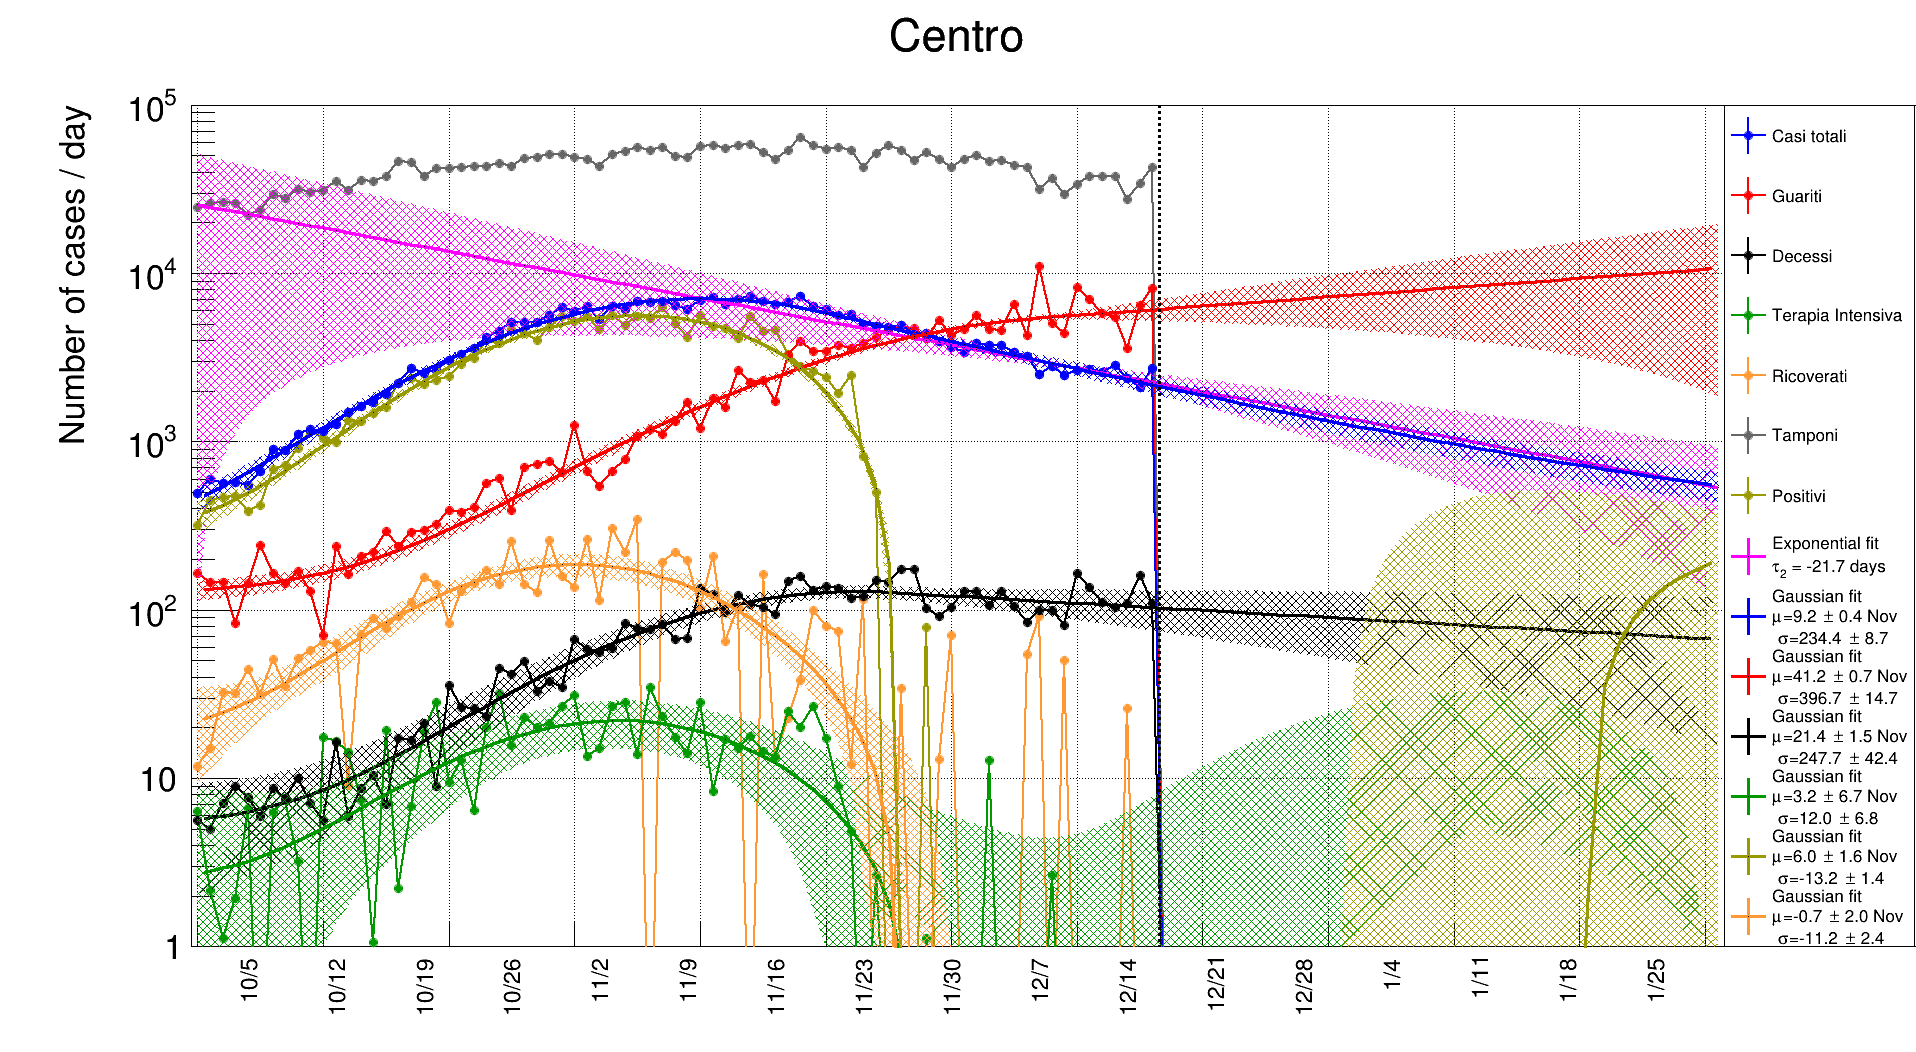 Centro
Number of cases / day
10^5
10^4
10^3
10^2
10
1
10/5
10/12
10/19
10/26
11/2
11/9
11/16
11/23
11/30
12/7
12/14
12/21
12/28
1/4
1/11
1/18
1/25
Casi totali
Guariti
Decessi
Terapia Intensiva
Ricoverati
Tamponi
Positivi
Exponential fit
τ_2 = -21.7 days
Gaussian fit
μ=9.2 ± 0.4 Nov
σ=234.4 ± 8.7
Gaussian fit
μ=41.2 ± 0.7 Nov
σ=396.7 ± 14.7
Gaussian fit
μ=21.4 ± 1.5 Nov
σ=247.7 ± 42.4
Gaussian fit
μ=3.2 ± 6.7 Nov
σ=12.0 ± 6.8
Gaussian fit
μ=6.0 ± 1.6 Nov
σ=-13.2 ± 1.4
Gaussian fit
μ=-0.7 ± 2.0 Nov
σ=-11.2 ± 2.4